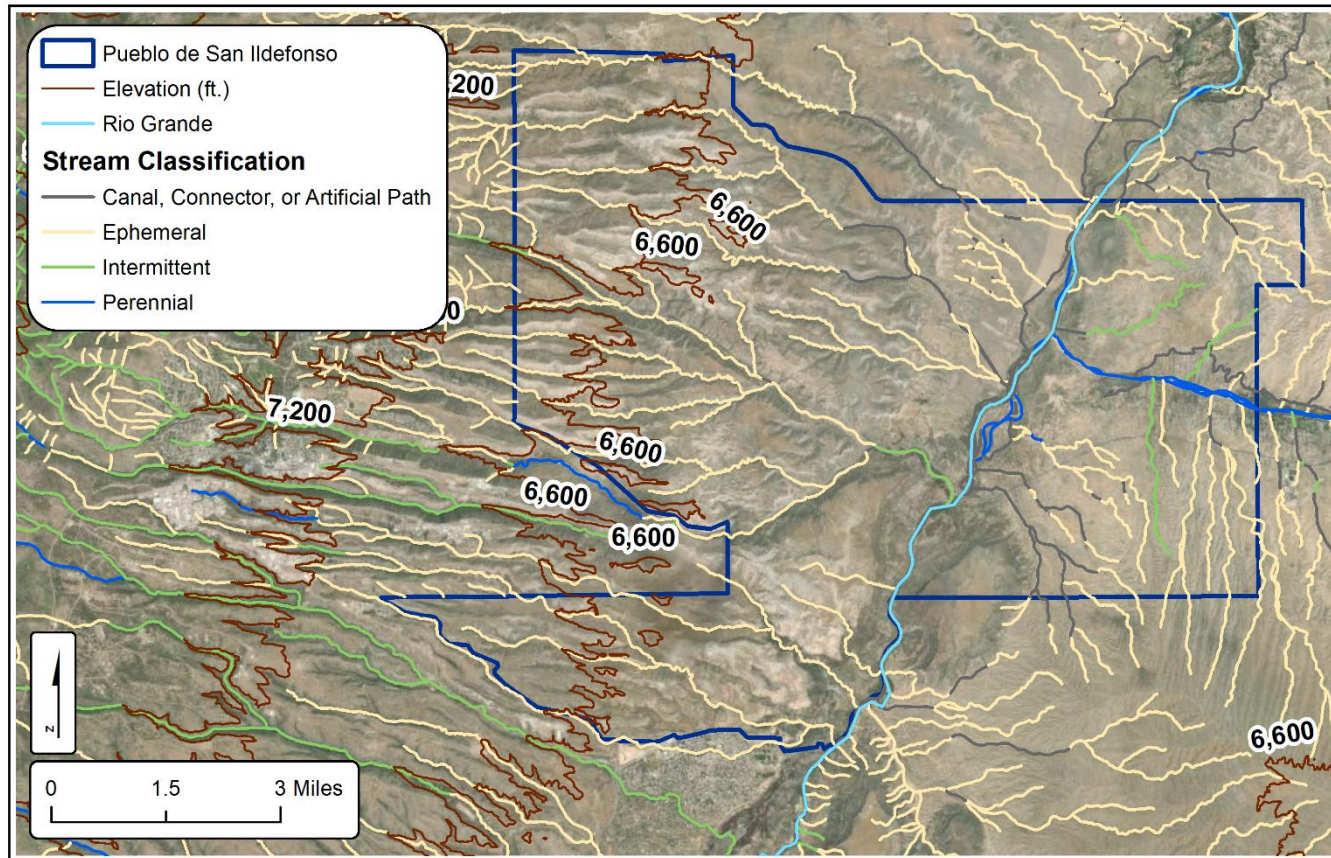 Pueblo de San Ildefonso
Elevation (ft.)
Rio Grande
Stream Classification
Canal, Connector, or Artificial Path
Ephemeral
Intermittent
Perennial
6,600
6,600
7,200
6,600
6,600
6,600
6,600
N
0 1.5 3 Miles